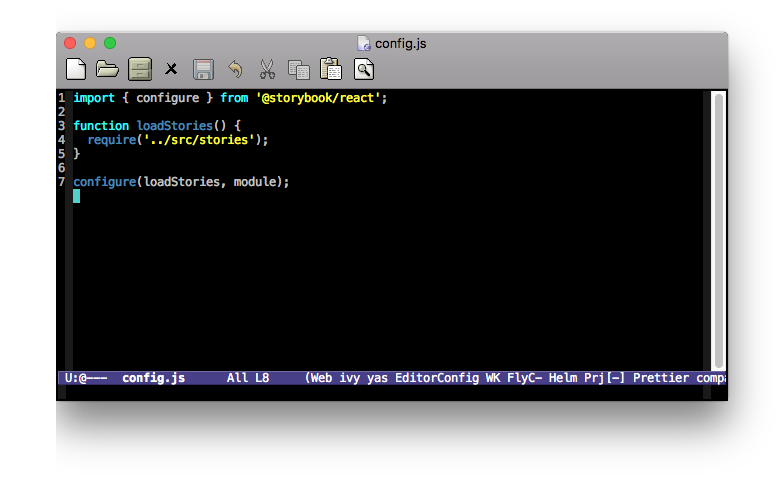 config.js
1 import { configure } from '@storybook/react';
2
3 function loadStories() {
4   require('../src/stories');
5 }
6
7 configure(loadStories, module);
U:@--- config.js All L8 (Web ivy yas EditorConfig WK FlyC- Helm Prj[-] Prettier compa